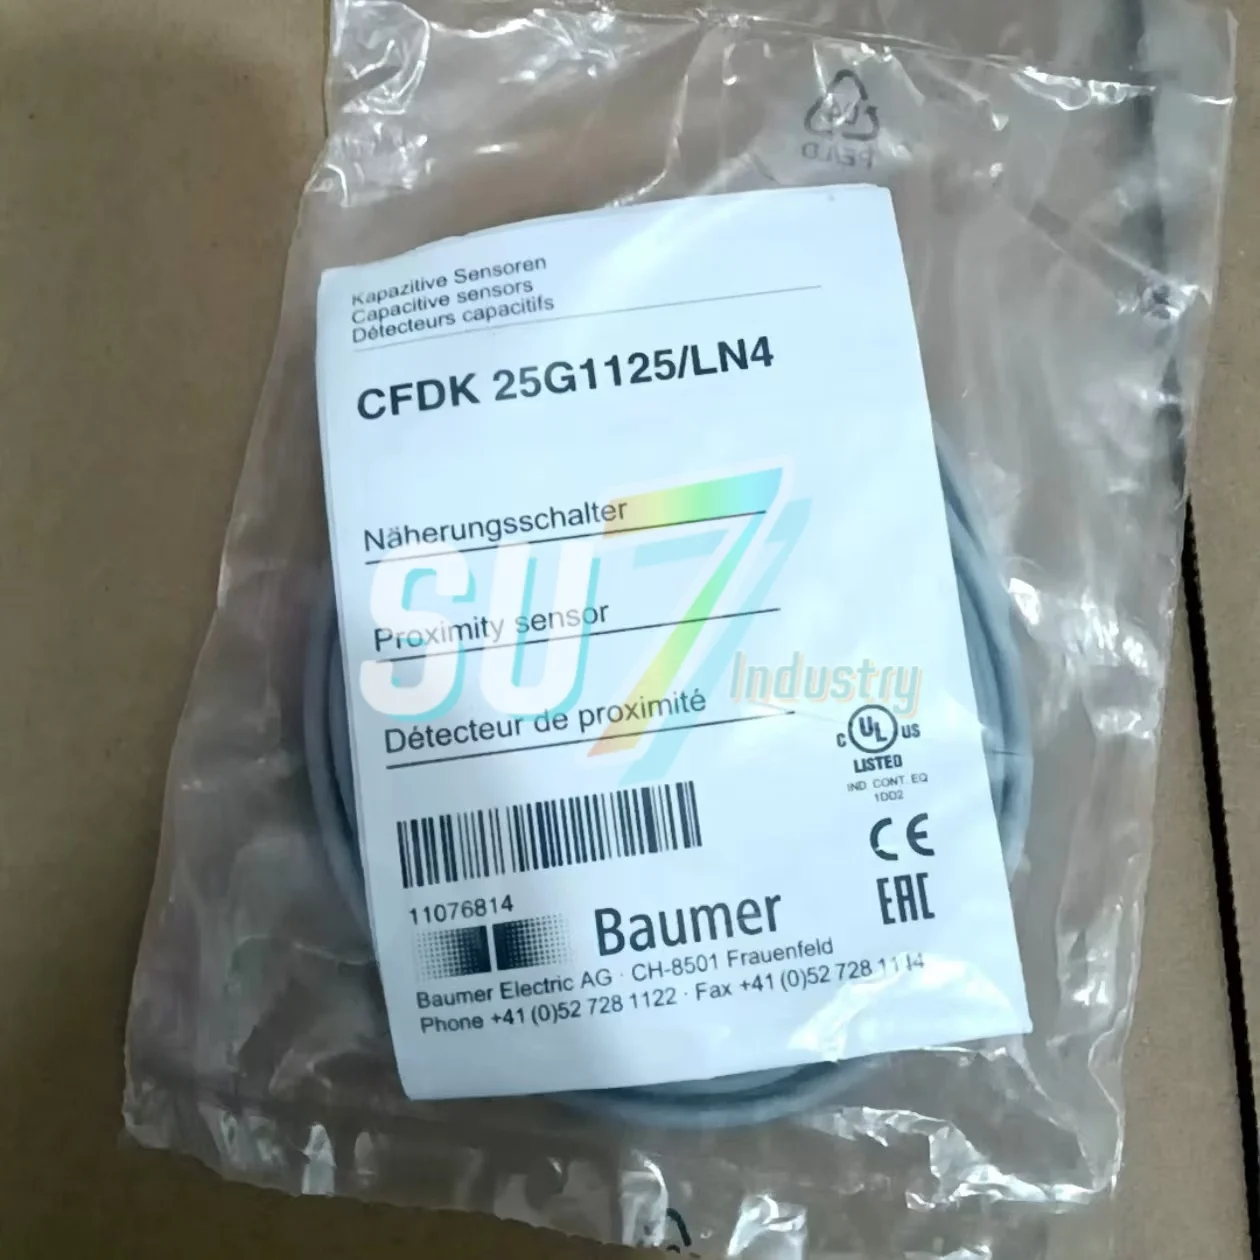 PE/LD
Kapazitive Sensoren
Capacitive sensors
Détecteurs capacitifs
CFDK 25G1125/LN4
Näherungsschalter
SU7
Proximity sensor
Industry
Détecteur de proximité
C UL US
LISTED
IND CONT. EQ
1DD2
CE
EAC
11076814
Baumer
Baumer Electric AG · CH-8501 Frauenfeld
Phone +41 (0)52 728 1122 · Fax +41 (0)52 728 1144